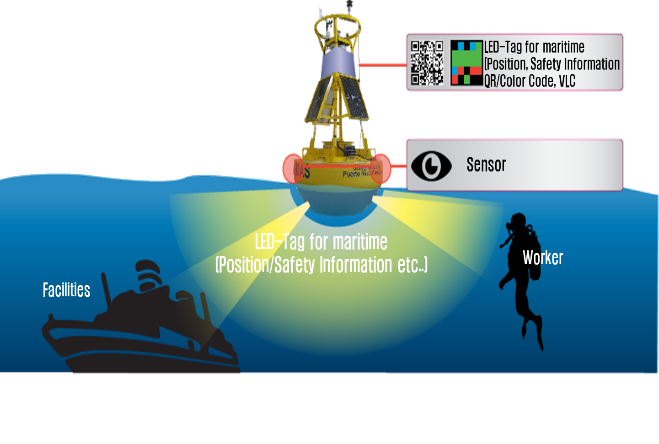 LED-Tag for maritime
(Position, Safety Information
QR/Color Code, VLC
Sensor
LED-Tag for maritime
(Position/Safety Information etc..)
Worker
Facilities